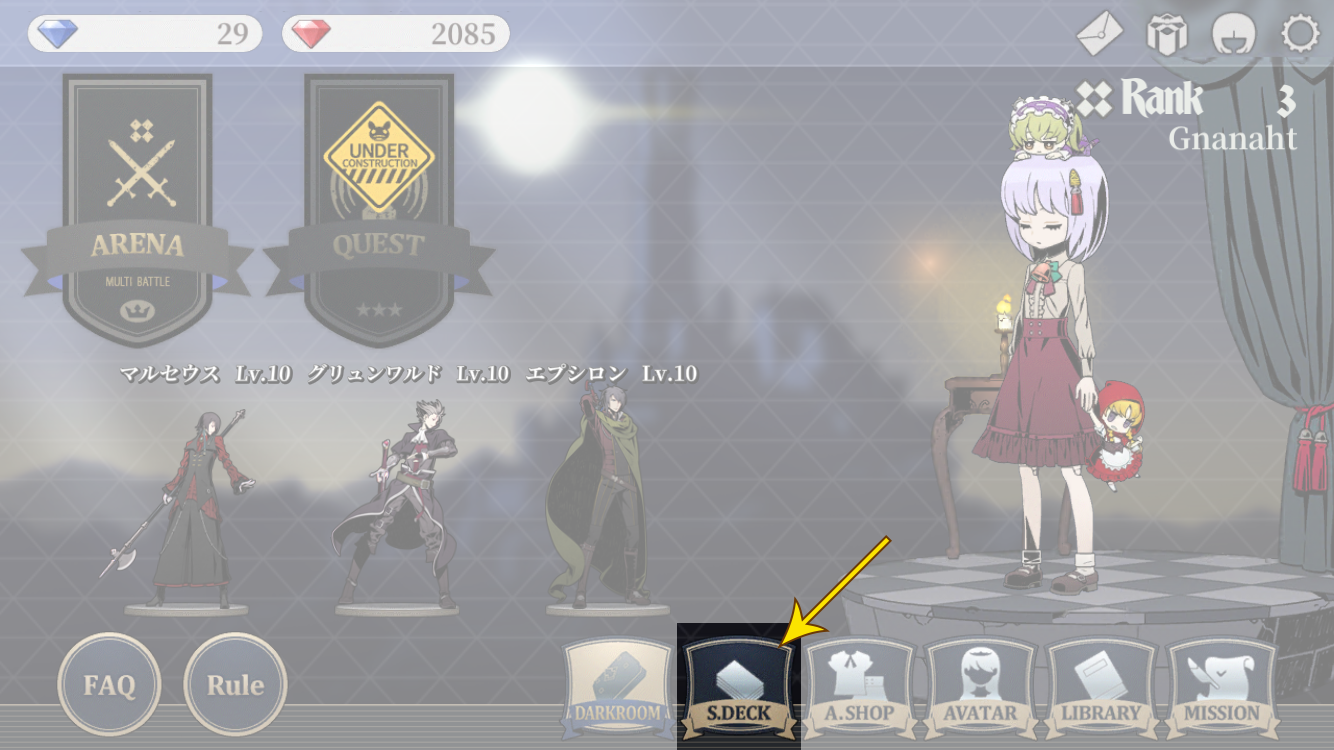 29
2085
Rank 3
Gnanaht
UNDER
CONSTRUCTION
ARENA
MULTI BATTLE
QUEST
マルセウス Lv.10 グリュンワルド Lv.10 エプシロン Lv.10
FAQ
Rule
DARKROOM
S.DECK
A.SHOP
AVATAR
LIBRARY
MISSION